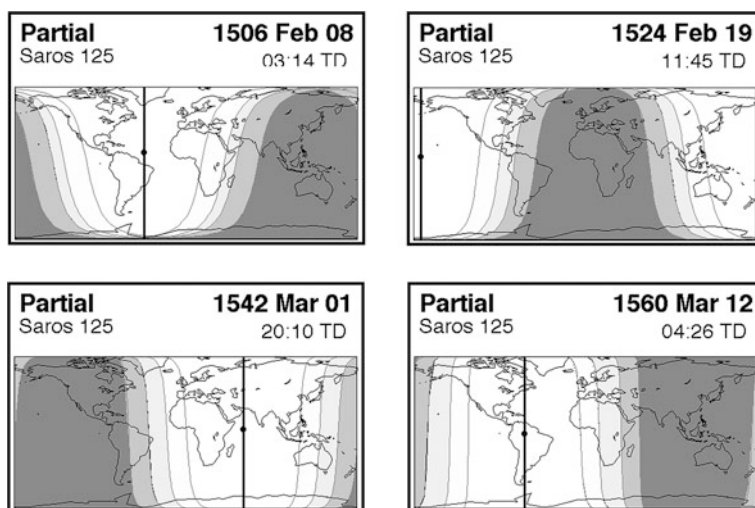 Partial 1506 Feb 08
Saros 125 03:14 TD
Partial 1524 Feb 19
Saros 125 11:45 TD
Partial 1542 Mar 01
Saros 125 20:10 TD
Partial 1560 Mar 12
Saros 125 04:26 TD